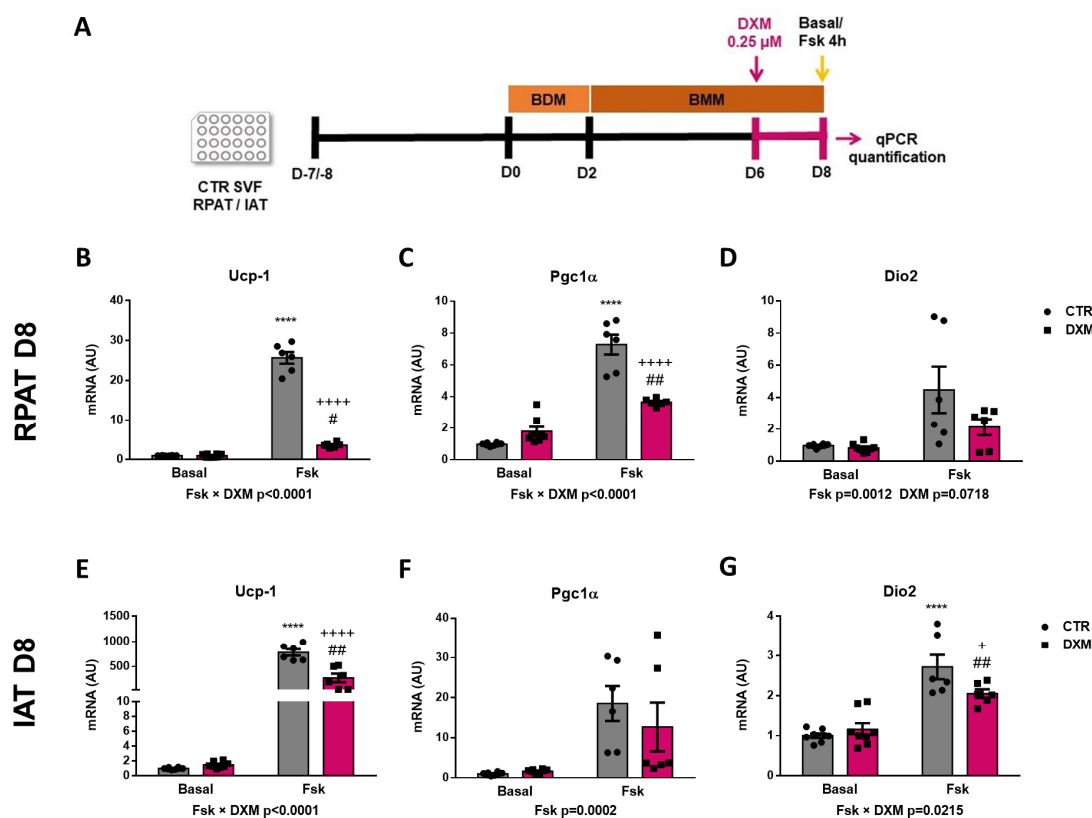 A
DXM
0.25 µM
Basal/
Fsk 4h
BDM
BMM
CTR SVF
RPAT / IAT
D-7/-8
D0
D2
D6
D8
qPCR
quantification
RPAT D8
B
Ucp-1
mRNA (AU)
40
30
20
10
0
****
++++
#
Basal
Fsk
Fsk × DXM p<0.0001
C
Pgc1α
mRNA (AU)
10
8
6
4
2
0
****
++++
##
Basal
Fsk
Fsk × DXM p<0.0001
D
Dio2
mRNA (AU)
10
8
6
4
2
0
Basal
Fsk
Fsk p=0.0012 DXM p=0.0718
CTR
DXM
IAT D8
E
Ucp-1
mRNA (AU)
1500
1000
500
10
8
6
4
2
0
****
++++
##
Basal
Fsk
Fsk × DXM p<0.0001
F
Pgc1α
mRNA (AU)
40
30
20
10
0
Basal
Fsk
Fsk p=0.0002
G
Dio2
mRNA (AU)
4
3
2
1
0
****
+
##
Basal
Fsk
Fsk × DXM p=0.0215
CTR
DXM